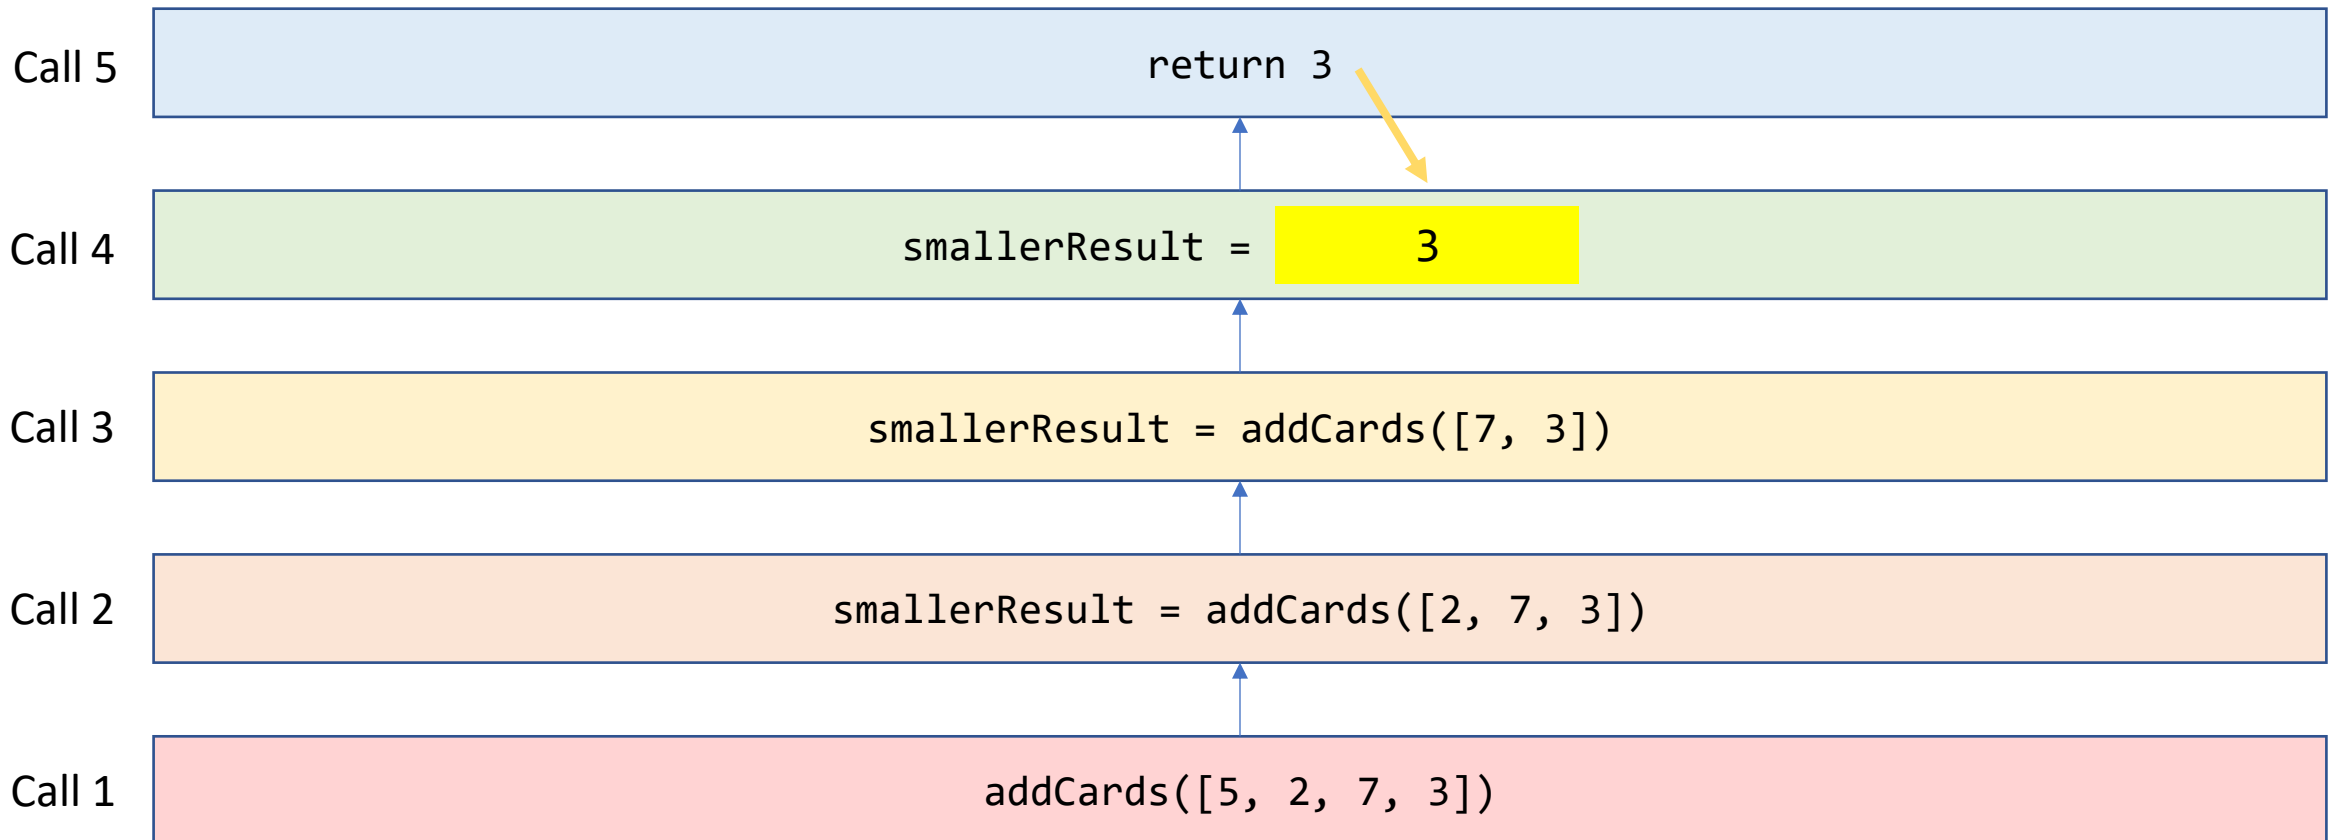 Call 5 return 3
Call 4 smallerResult = 3
Call 3 smallerResult = addCards([7, 3])
Call 2 smallerResult = addCards([2, 7, 3])
Call 1 addCards([5, 2, 7, 3])